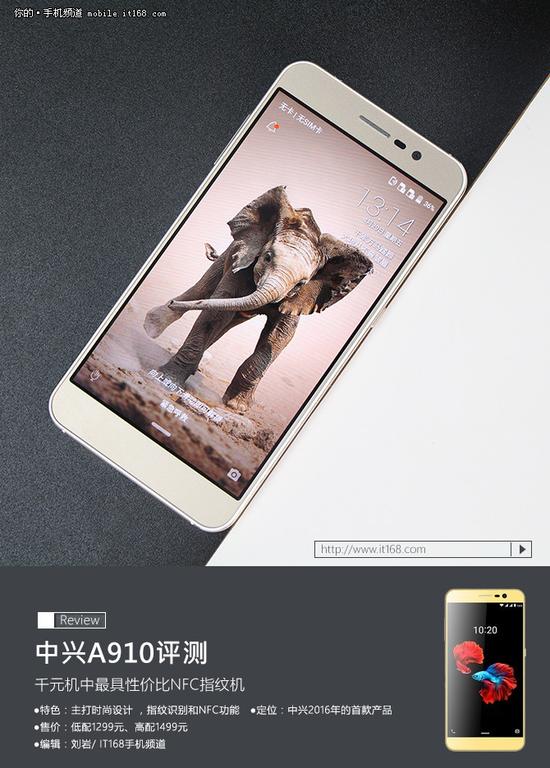 你的·手机频道 mobile.it168.com
无卡 | 无SIM卡
36%
13:14
紧急呼救
http://www.it168.com
Review
中兴A910评测
千元机中最具性价比NFC指纹机
●特色：主打时尚设计，指纹识别和NFC功能 ●定位：中兴2016年的首款产品
●售价：低配1299元、高配1499元
●编辑：刘岩/ IT168手机频道
10:20